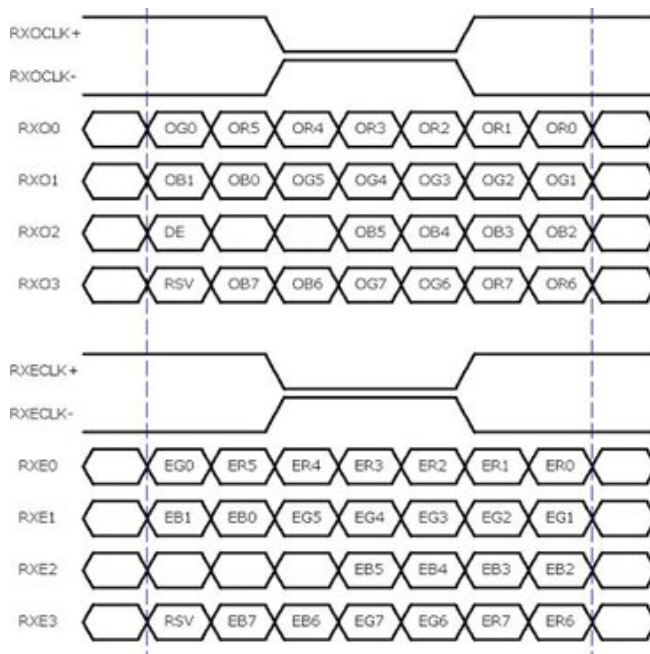 RXOCLK+
RXOCLK-
RXO0 OG0 OR5 OR4 OR3 OR2 OR1 OR0
RXO1 OB1 OB0 OG5 OG4 OG3 OG2 OG1
RXO2 DE OB5 OB4 OB3 OB2
RXO3 RSV OB7 OB6 OG7 OG6 OR7 OR6
RXECLK+
RXECLK-
RXE0 EG0 ER5 ER4 ER3 ER2 ER1 ER0
RXE1 EB1 EB0 EG5 EG4 EG3 EG2 EG1
RXE2 EB5 EB4 EB3 EB2
RXE3 RSV EB7 EB6 EG7 EG6 ER7 ER6